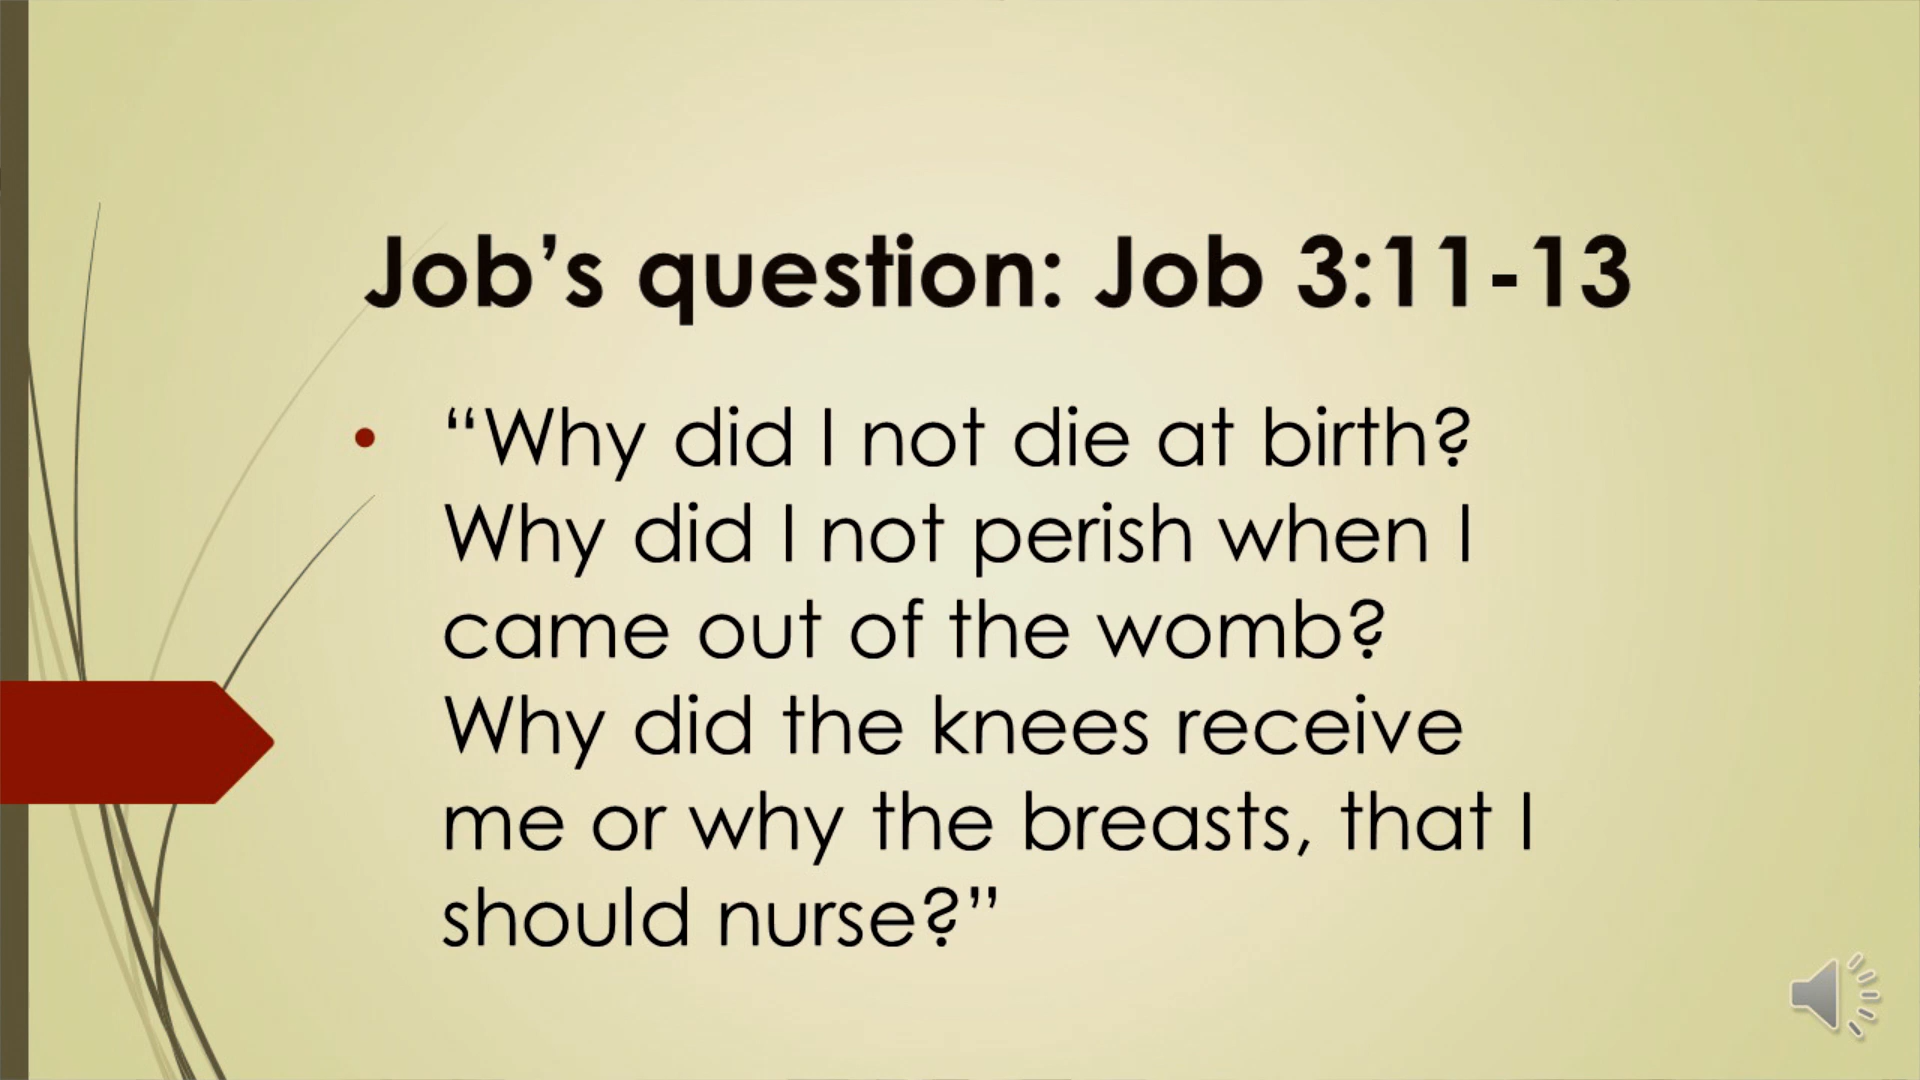 Job’s question: Job 3:11-13
• “Why did I not die at birth?
Why did I not perish when I
came out of the womb?
Why did the knees receive
me or why the breasts, that I
should nurse?”